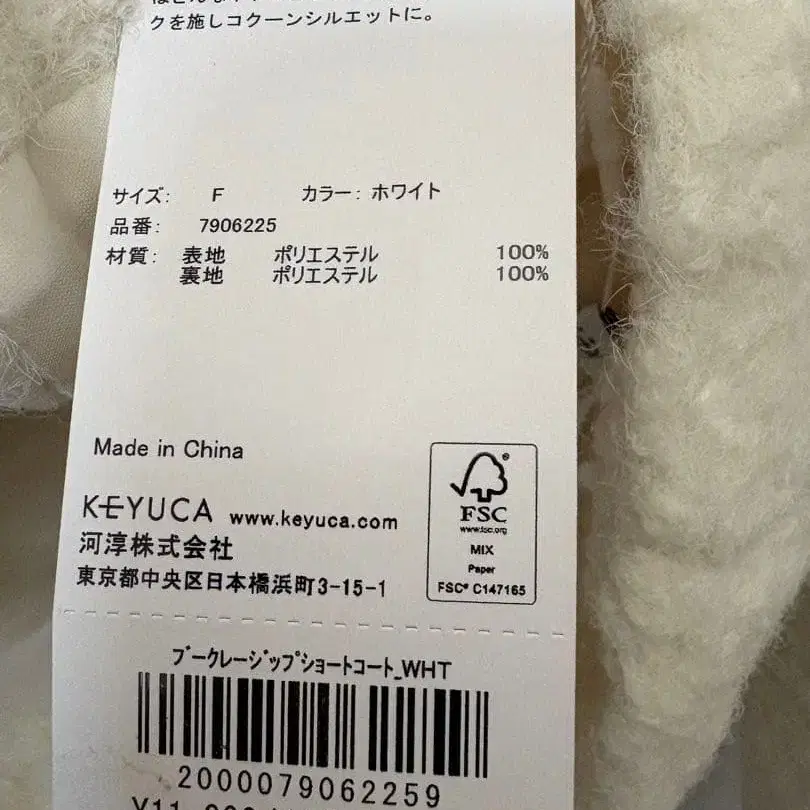 クを施しコクーンシルエットに。
サイズ: F カラー: ホワイト
品番: 7906225
材質: 表地 ポリエステル 100%
裏地 ポリエステル 100%
Made in China
KEYUCA www.keyuca.com
河淳株式会社
東京都中央区日本橋浜町3-15-1
FSC
www.fsc.org
MIX
Paper
FSC® C147165
ﾌﾞｰｸﾚｰｼﾞｯﾌﾟｼｮｰﾄｺｰﾄ_WHT
2000079062259